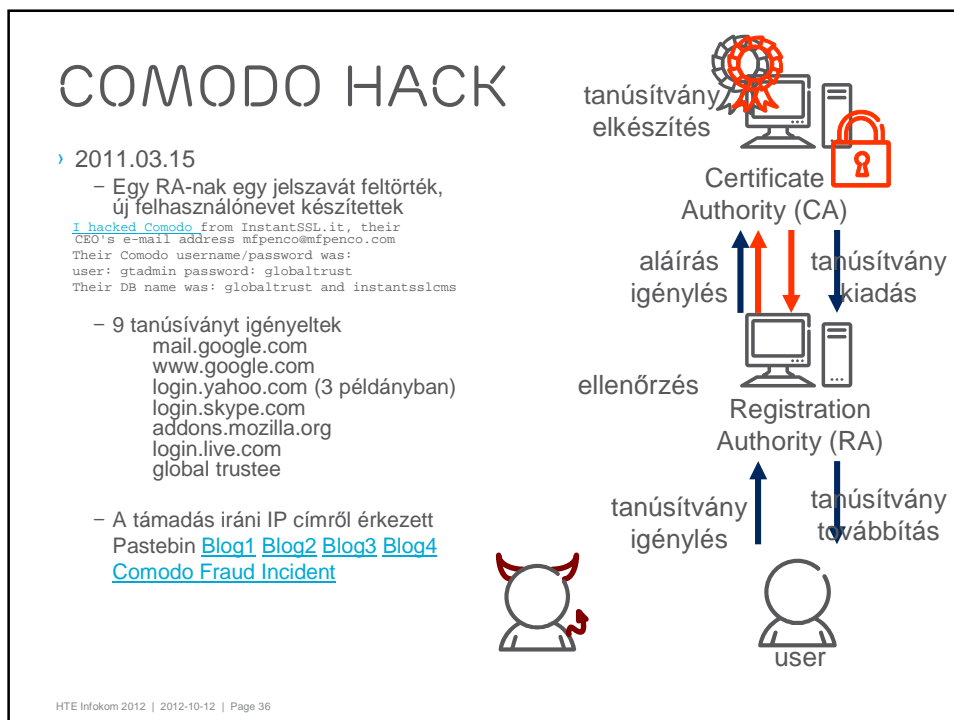 COMODO HACK
› 2011.03.15
– Egy RA-nak egy jelszavát feltörték,
új felhasználónevet készítettek
I hacked Comodo from InstantSSL.it, their
CEO's e-mail address mfpenco@mfpenco.com
Their Comodo username/password was:
user: gtadmin password: globaltrust
Their DB name was: globaltrust and instantsslcms
– 9 tanúsíványt igényeltek
mail.google.com
www.google.com
login.yahoo.com (3 példányban)
login.skype.com
addons.mozilla.org
login.live.com
global trustee
– A támadás iráni IP címről érkezett
Pastebin Blog1 Blog2 Blog3 Blog4
Comodo Fraud Incident
tanúsítvány
elkészítés
Certificate
Authority (CA)
aláírás
igénylés
tanúsítvány
kiadás
ellenőrzés
Registration
Authority (RA)
tanúsítvány
igénylés
tanúsítvány
továbbítás
user
HTE Infokom 2012 | 2012-10-12 | Page 36